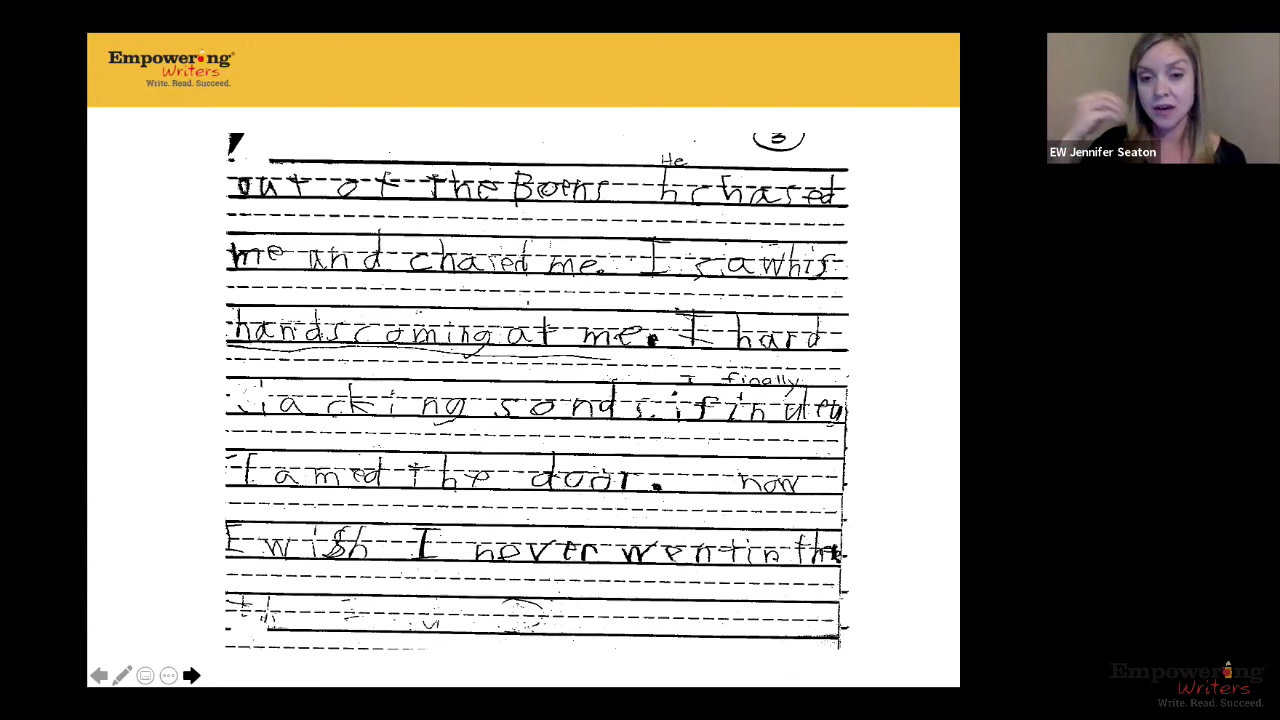 Empowering
Writers
Write. Read. Succeed.
EW Jennifer Seaton
3
He
out of the Boens he chased
me and chased me. I saw his
hands coming at me. I hard
I finally
jacking sonds. i finaley
the door. now
I wish I never went in the
Empowering
Writers
Write. Read. Succeed.